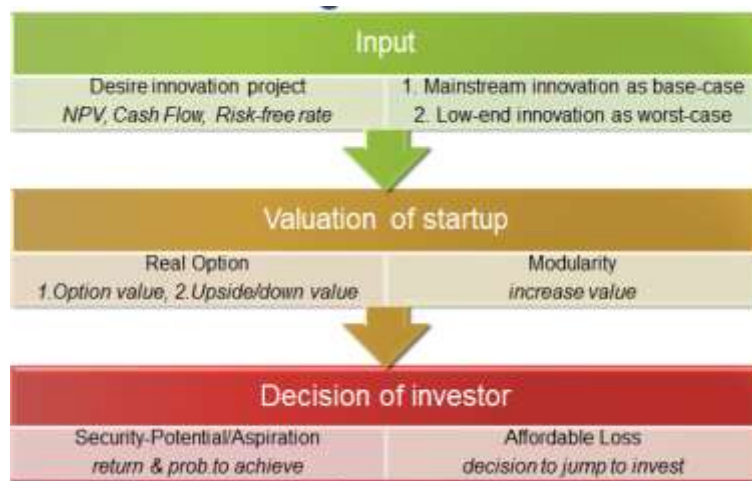 Input
Desire innovation project
NPV, Cash Flow, Risk-free rate
1. Mainstream innovation as base-case
2. Low-end innovation as worst-case
Valuation of startup
Real Option
1.Option value, 2.Upside/down value
Modularity
increase value
Decision of investor
Security-Potential/Aspiration
return & prob.to achieve
Affordable Loss
decision to jump to invest